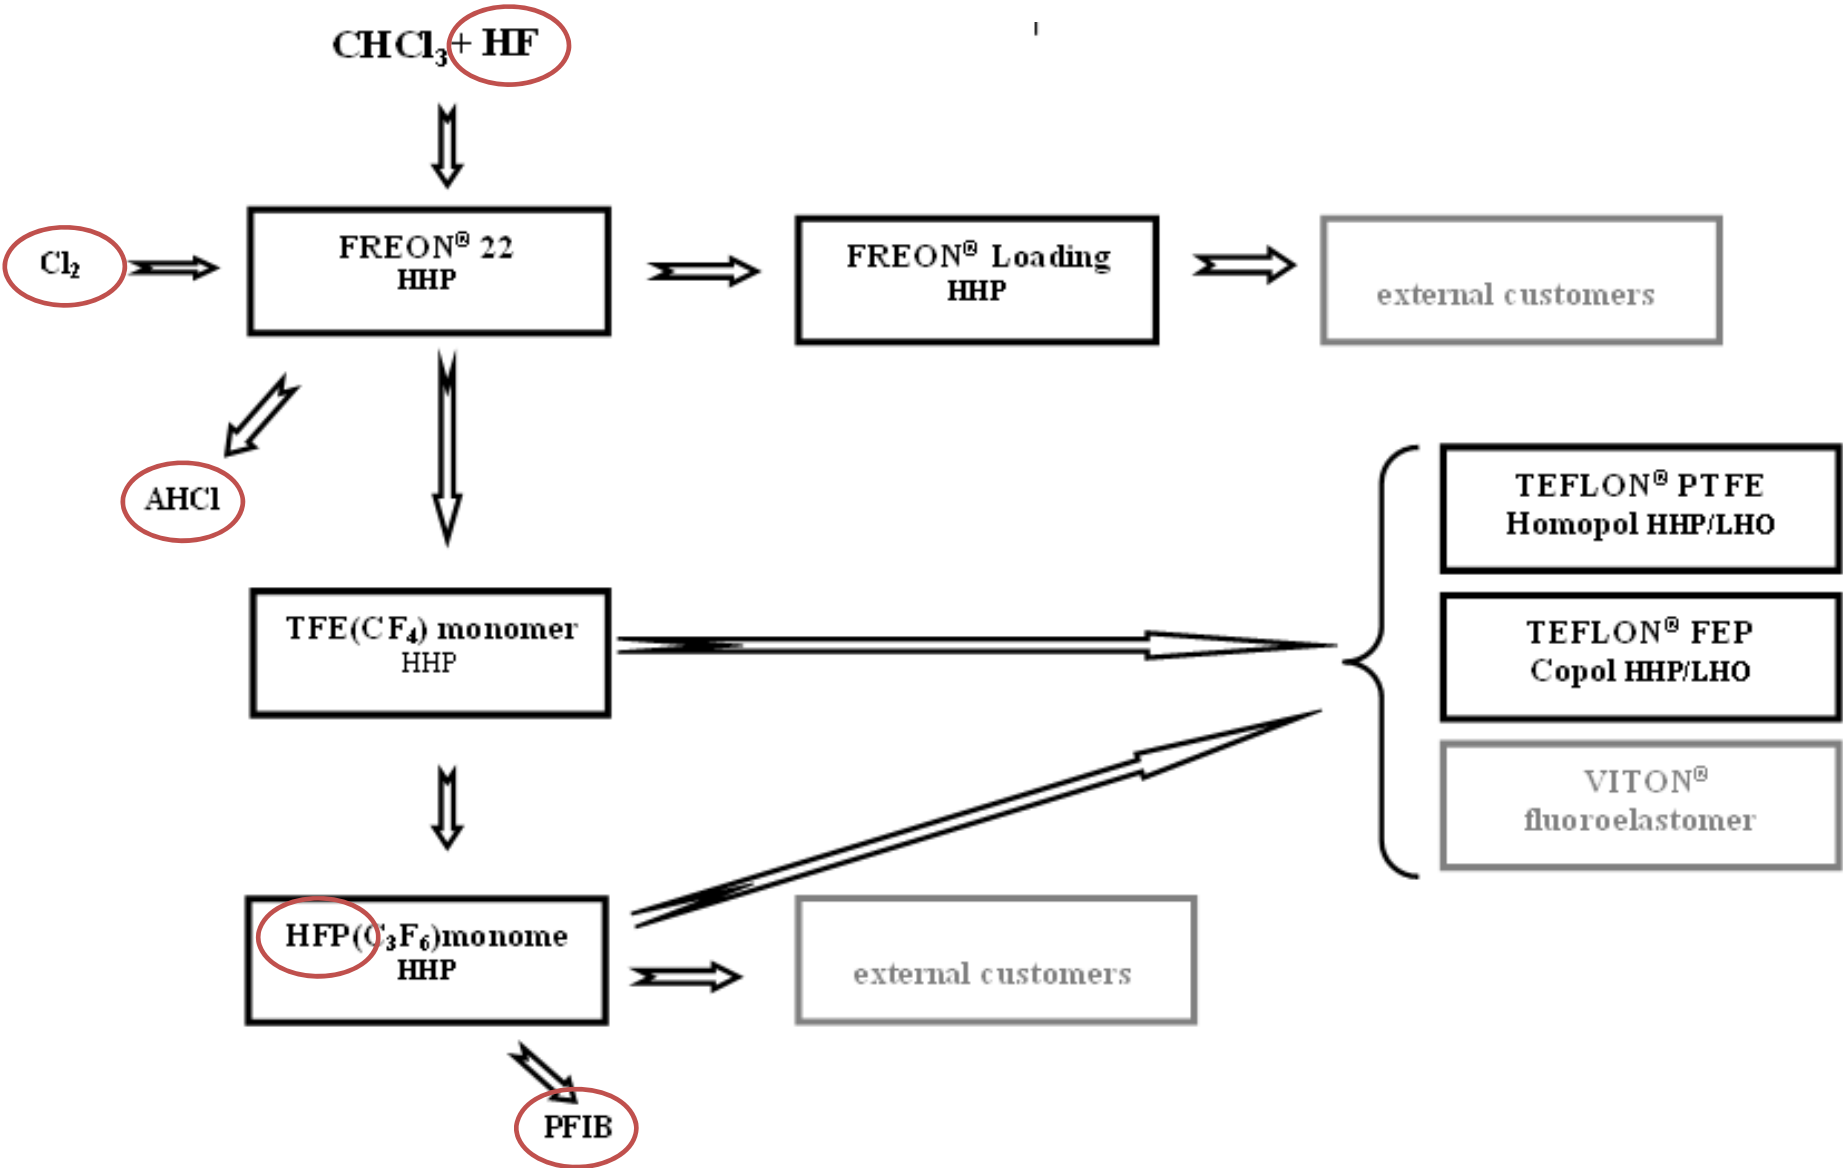 CHCl₃+ HF
Cl₂
FREON® 22
HHP
FREON® Loading
HHP
external customers
AHCl
TEFLON® PTFE
Homopol HHP/LHO
TFE(CF₄) monomer
HHP
TEFLON® FEP
Copol HHP/LHO
VITON®
fluoroelastomer
HFP(C₃F₆)monome
HHP
external customers
PFIB